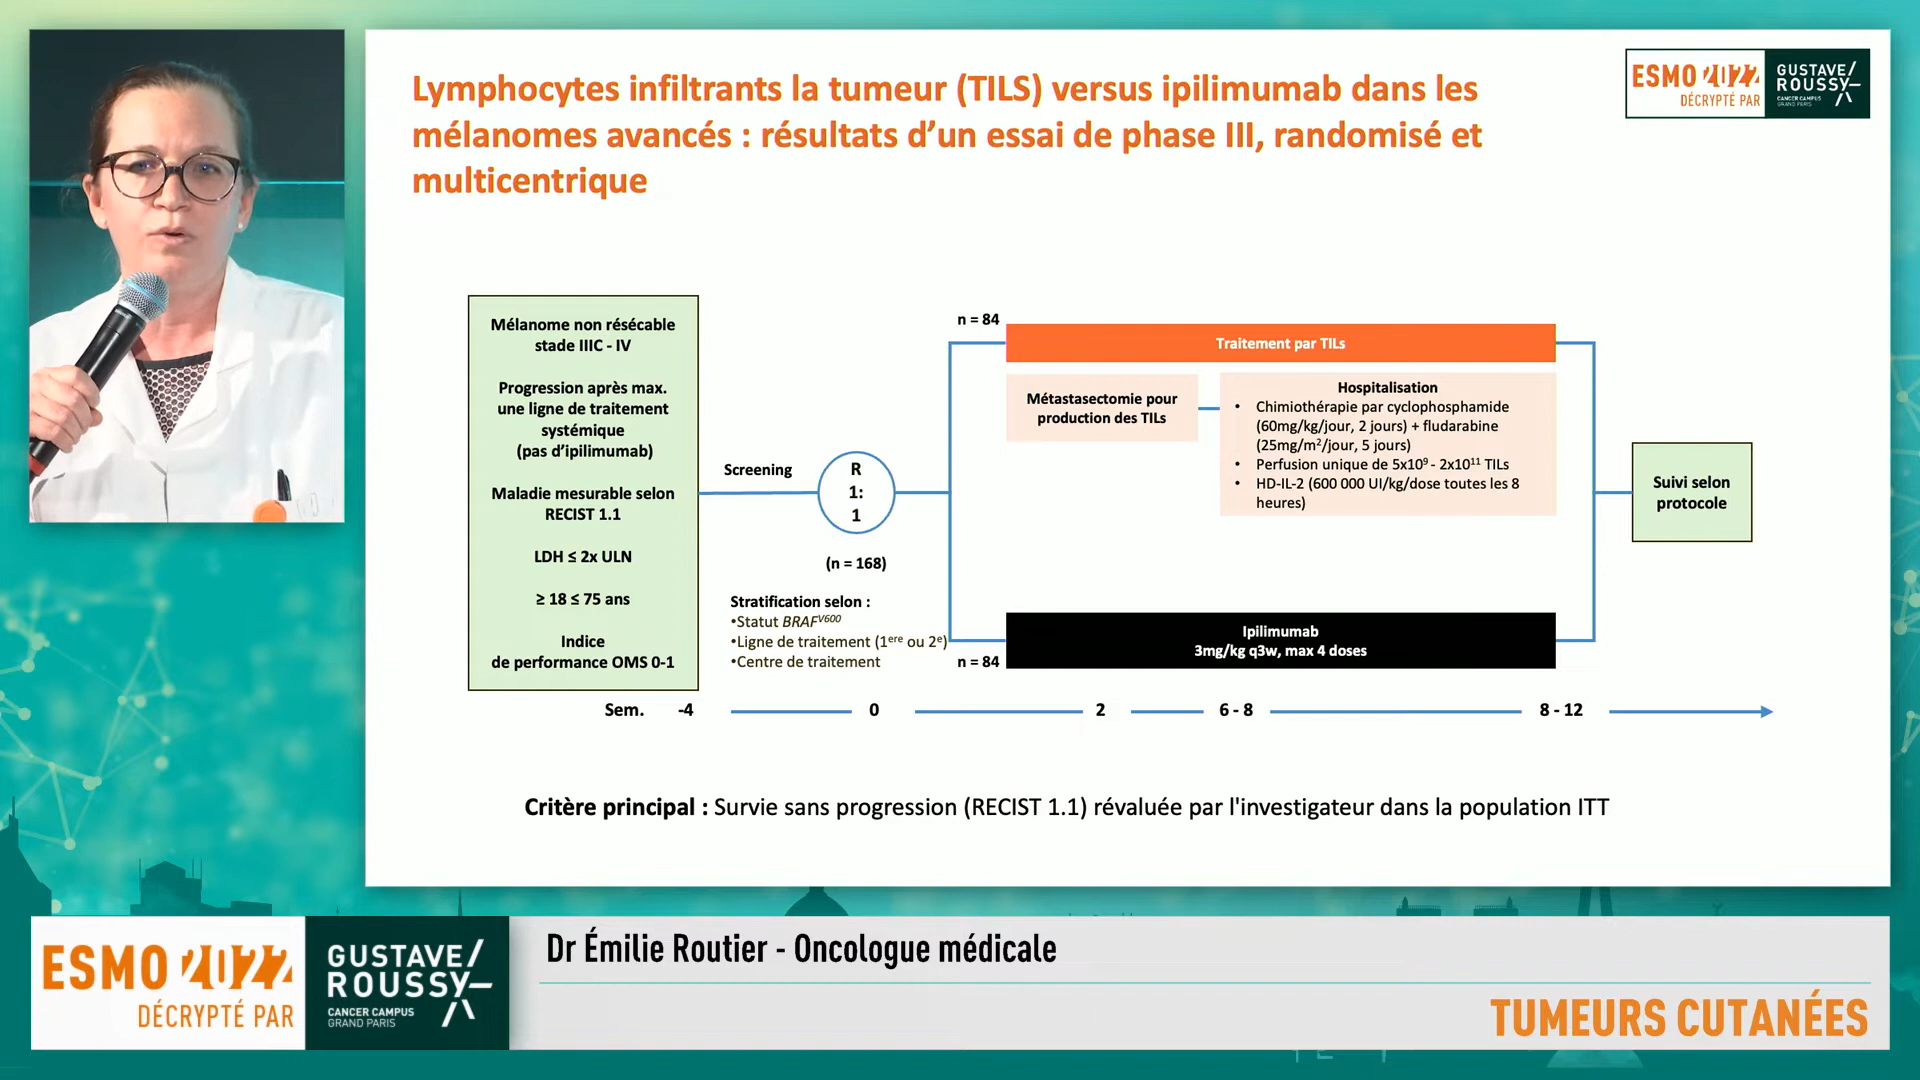 Lymphocytes infiltrants la tumeur (TILS) versus ipilimumab dans les
mélanomes avancés : résultats d’un essai de phase III, randomisé et
multicentrique
ESMO 2022
DÉCRYPTÉ PAR
GUSTAVE/
ROUSSY
CANCER CAMPUS
GRAND PARIS
Mélanome non résécable
stade IIIC - IV
Progression après max.
une ligne de traitement
systémique
(pas d’ipilimumab)
Maladie mesurable selon
RECIST 1.1
LDH ≤ 2x ULN
≥ 18 ≤ 75 ans
Indice
de performance OMS 0-1
Screening
R
1:
1
(n = 168)
Stratification selon :
•Statut BRAFⱽ⁶⁰⁰
•Ligne de traitement (1ᵉʳᵉ ou 2ᵉ)
•Centre de traitement
n = 84
Traitement par TILs
Métastasectomie pour
production des TILs
Hospitalisation
• Chimiothérapie par cyclophosphamide
(60mg/kg/jour, 2 jours) + fludarabine
(25mg/m²/jour, 5 jours)
• Perfusion unique de 5x10⁹ - 2x10¹¹ TILs
• HD-IL-2 (600 000 UI/kg/dose toutes les 8
heures)
n = 84
Ipilimumab
3mg/kg q3w, max 4 doses
Suivi selon
protocole
Sem. -4 0 2 6 - 8 8 - 12
Critère principal : Survie sans progression (RECIST 1.1) révaluée par l'investigateur dans la population ITT
ESMO 2022
DÉCRYPTÉ PAR
GUSTAVE/
ROUSSY
CANCER CAMPUS
GRAND PARIS
Dr Émilie Routier - Oncologue médicale
TUMEURS CUTANÉES